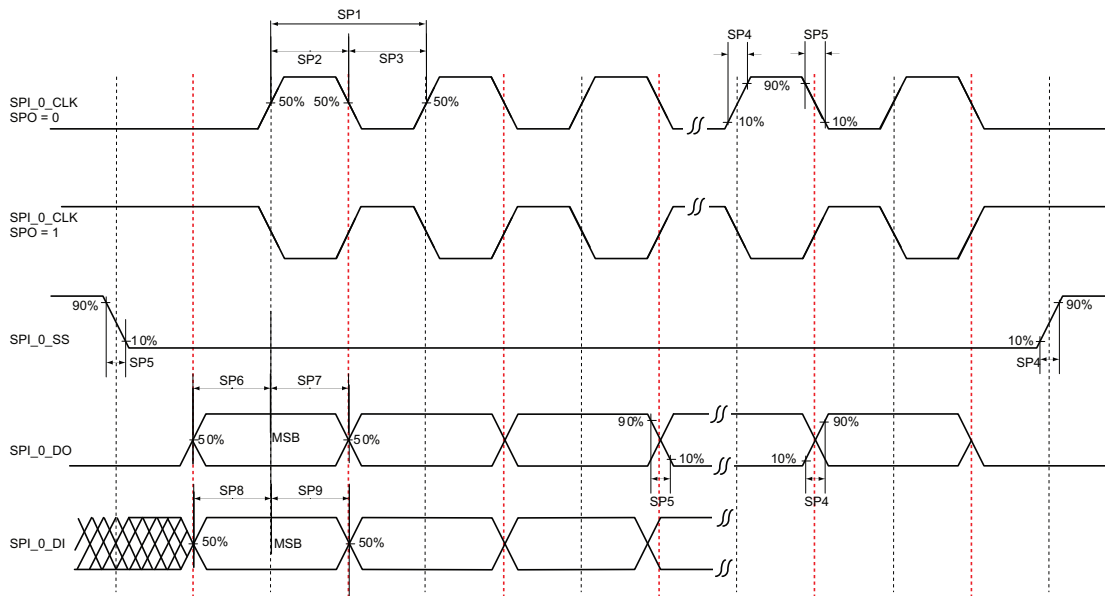 SP1
SP4
SP5
SP2
SP3
SPI_0_CLK
SPO = 0
50%
50%
50%
90%
10%
10%
SPI_0_CLK
SPO = 1
90%
90%
SPI_0_SS
10%
10%
SP5
SP4
SP6
SP7
90%
90%
SPI_0_DO
50%
MSB
50%
10%
10%
SP5
SP4
SP8
SP9
SPI_0_DI
50%
MSB
50%